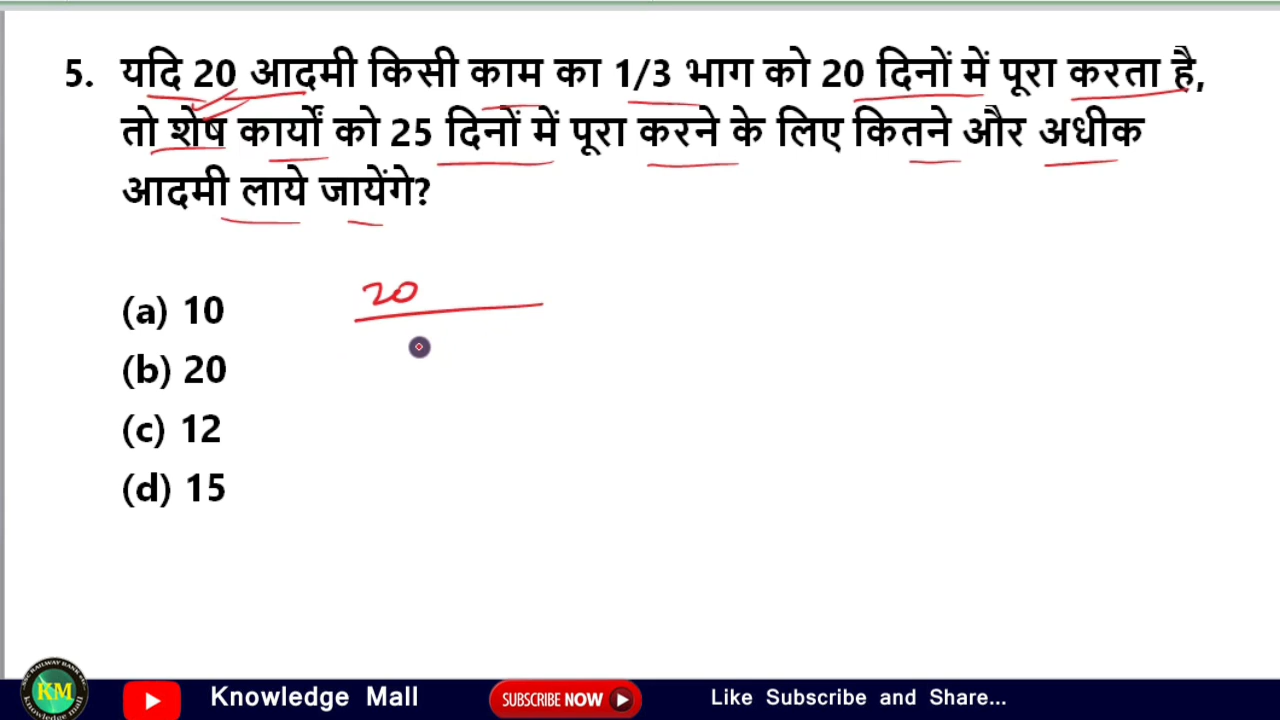 5. यदि 20 आदमी किसी काम का 1/3 भाग को 20 दिनों में पूरा करता है,
तो शेष कार्यों को 25 दिनों में पूरा करने के लिए कितने और अधीक
आदमी लाये जायेंगे?
(a) 10
20
(b) 20
(c) 12
(d) 15
KM
Knowledge Mall
SUBSCRIBE NOW
Like Subscribe and Share...